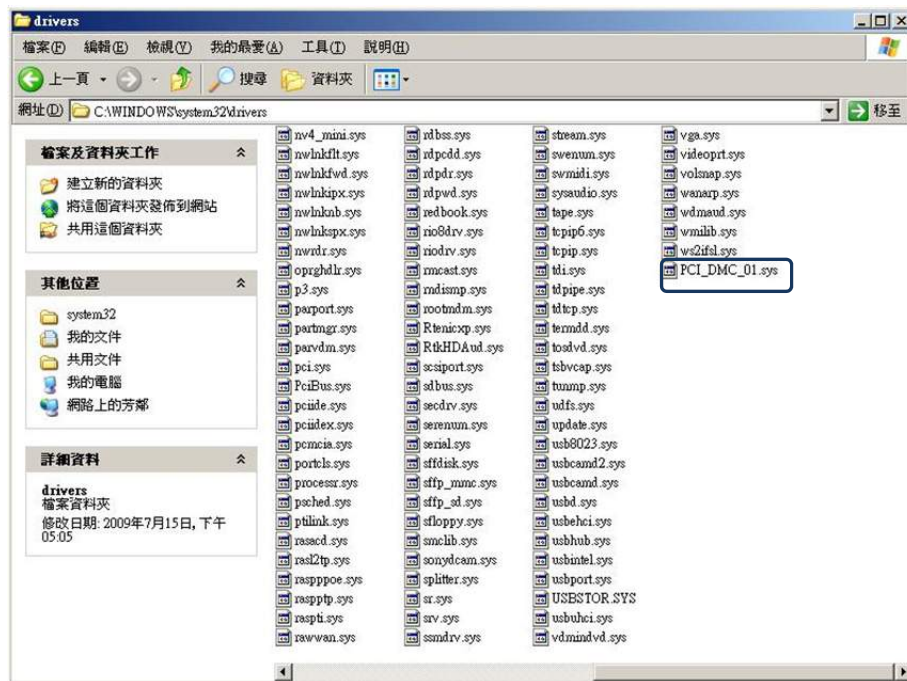 drivers
檔案(F) 編輯(E) 檢視(V) 我的最愛(A) 工具(T) 說明(H)
上一頁 搜尋 資料夾
網址(D) C:\WINDOWS\system32\drivers 移至
檔案及資料夾工作
建立新的資料夾
將這個資料夾發佈到網站
共用這個資料夾
其他位置
system32
我的文件
共用文件
我的電腦
網路上的芳鄰
詳細資料
drivers
檔案資料夾
修改日期: 2009年7月15日, 下午
05:05
nv4_mini.sys
nwlnkflt.sys
nwlnkfwd.sys
nwlnkipx.sys
nwlnknb.sys
nwlnkspx.sys
nwrdr.sys
oprghdlr.sys
p3.sys
parport.sys
partmgr.sys
parvdm.sys
pci.sys
PciBus.sys
pciide.sys
pciidex.sys
pcmcia.sys
portcls.sys
processr.sys
psched.sys
ptilink.sys
rasacd.sys
rasl2tp.sys
raspppoe.sys
raspptp.sys
raspti.sys
rawwan.sys
rdbss.sys
rdpcdd.sys
rdpdr.sys
rdpwd.sys
redbook.sys
rio8drv.sys
riodrv.sys
rmcast.sys
rndismp.sys
rootmdm.sys
Rtenicxp.sys
RtkHDAud.sys
scsiport.sys
sdbus.sys
secdrv.sys
serenum.sys
serial.sys
sffdisk.sys
sffp_mmc.sys
sffp_sd.sys
sfloppy.sys
smclib.sys
sonydcam.sys
splitter.sys
sr.sys
srv.sys
ssmdrv.sys
stream.sys
swenum.sys
swmidi.sys
sysaudio.sys
tape.sys
tcpip6.sys
tcpip.sys
tdi.sys
tdpipe.sys
tdtcp.sys
termdd.sys
tosdvd.sys
tsbvcap.sys
tunmp.sys
udfs.sys
update.sys
usb8023.sys
usbcamd2.sys
usbcamd.sys
usbd.sys
usbehci.sys
usbhub.sys
usbintel.sys
usbport.sys
USBSTOR.SYS
usbuhci.sys
vdmindvd.sys
vga.sys
videoprt.sys
volsnap.sys
wanarp.sys
wdmaud.sys
wmilib.sys
ws2ifsl.sys
PCI_DMC_01.sys